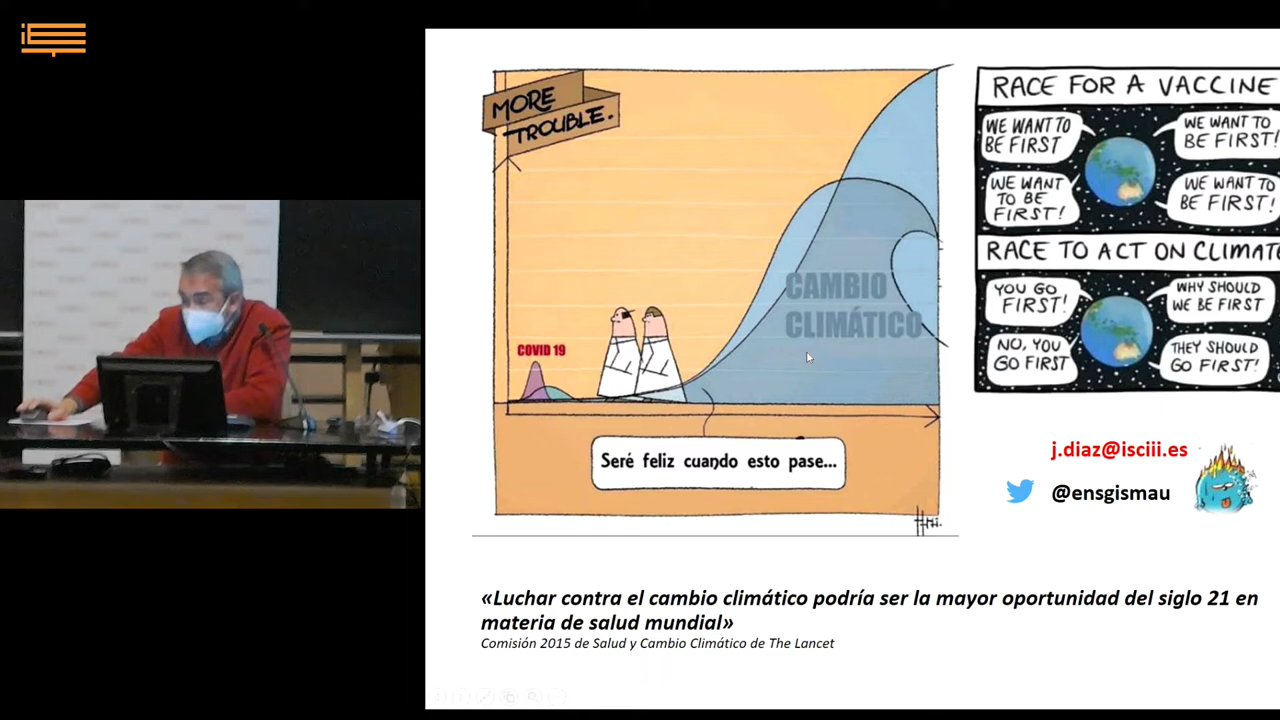 MORE
TROUBLE.
COVID 19
CAMBIO
CLIMÁTICO
Seré feliz cuando esto pase...
RACE FOR A VACCINE
WE WANT TO
BE FIRST
WE WANT TO
BE FIRST!
WE WANT
TO BE
FIRST!
WE WANT TO
BE FIRST!
RACE TO ACT ON CLIMATE
YOU GO
FIRST!
WHY SHOULD
WE BE FIRST
NO, YOU
GO FIRST
THEY SHOULD
GO FIRST!
j.diaz@isciii.es
@ensgismau
«Luchar contra el cambio climático podría ser la mayor oportunidad del siglo 21 en
materia de salud mundial»
Comisión 2015 de Salud y Cambio Climático de The Lancet